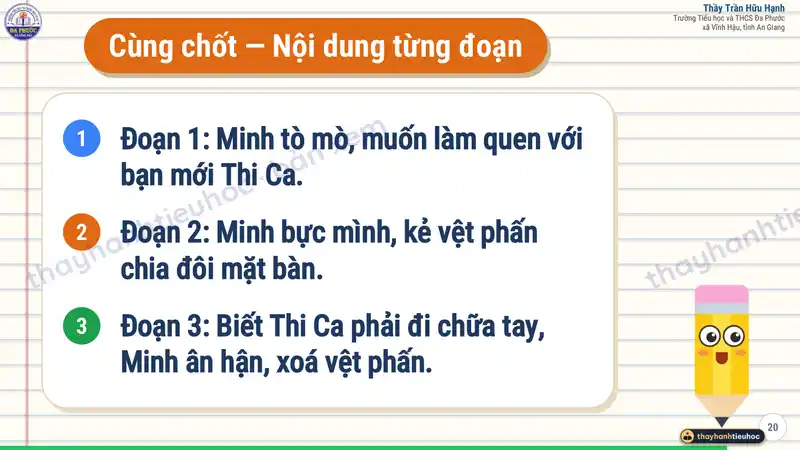 Thầy Trần Hữu Hạnh
Trường Tiểu học và THCS Đa Phước
xã Vĩnh Hậu, tỉnh An Giang
ĐA PHƯỚC
Cùng chốt — Nội dung từng đoạn
1
Đoạn 1: Minh tò mò, muốn làm quen với
bạn mới Thi Ca.
2
Đoạn 2: Minh bực mình, kẻ vệt phấn
chia đôi mặt bàn.
3
Đoạn 3: Biết Thi Ca phải đi chữa tay,
Minh ân hận, xoá vệt phấn.
thayhanhtieuhoc
20